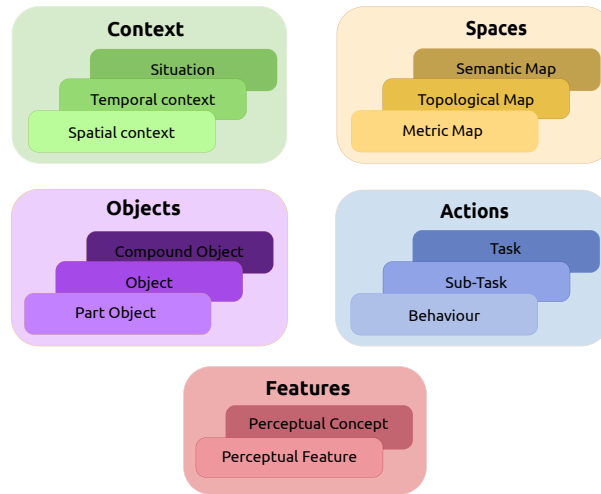 Context
Situation
Temporal context
Spatial context
Spaces
Semantic Map
Topological Map
Metric Map
Objects
Compound Object
Object
Part Object
Actions
Task
Sub-Task
Behaviour
Features
Perceptual Concept
Perceptual Feature